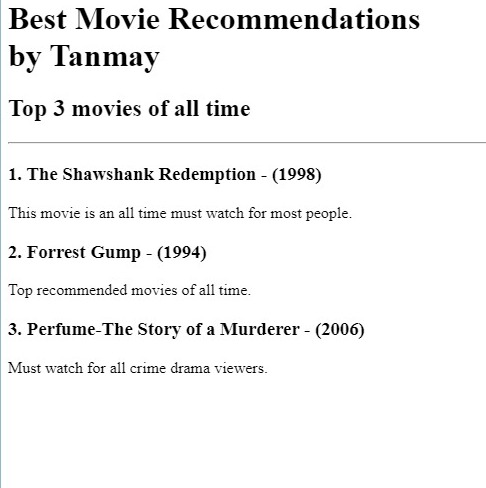 Best Movie Recommendations
by Tanmay
Top 3 movies of all time
1. The Shawshank Redemption - (1998)
This movie is an all time must watch for most people.
2. Forrest Gump - (1994)
Top recommended movies of all time.
3. Perfume-The Story of a Murderer - (2006)
Must watch for all crime drama viewers.